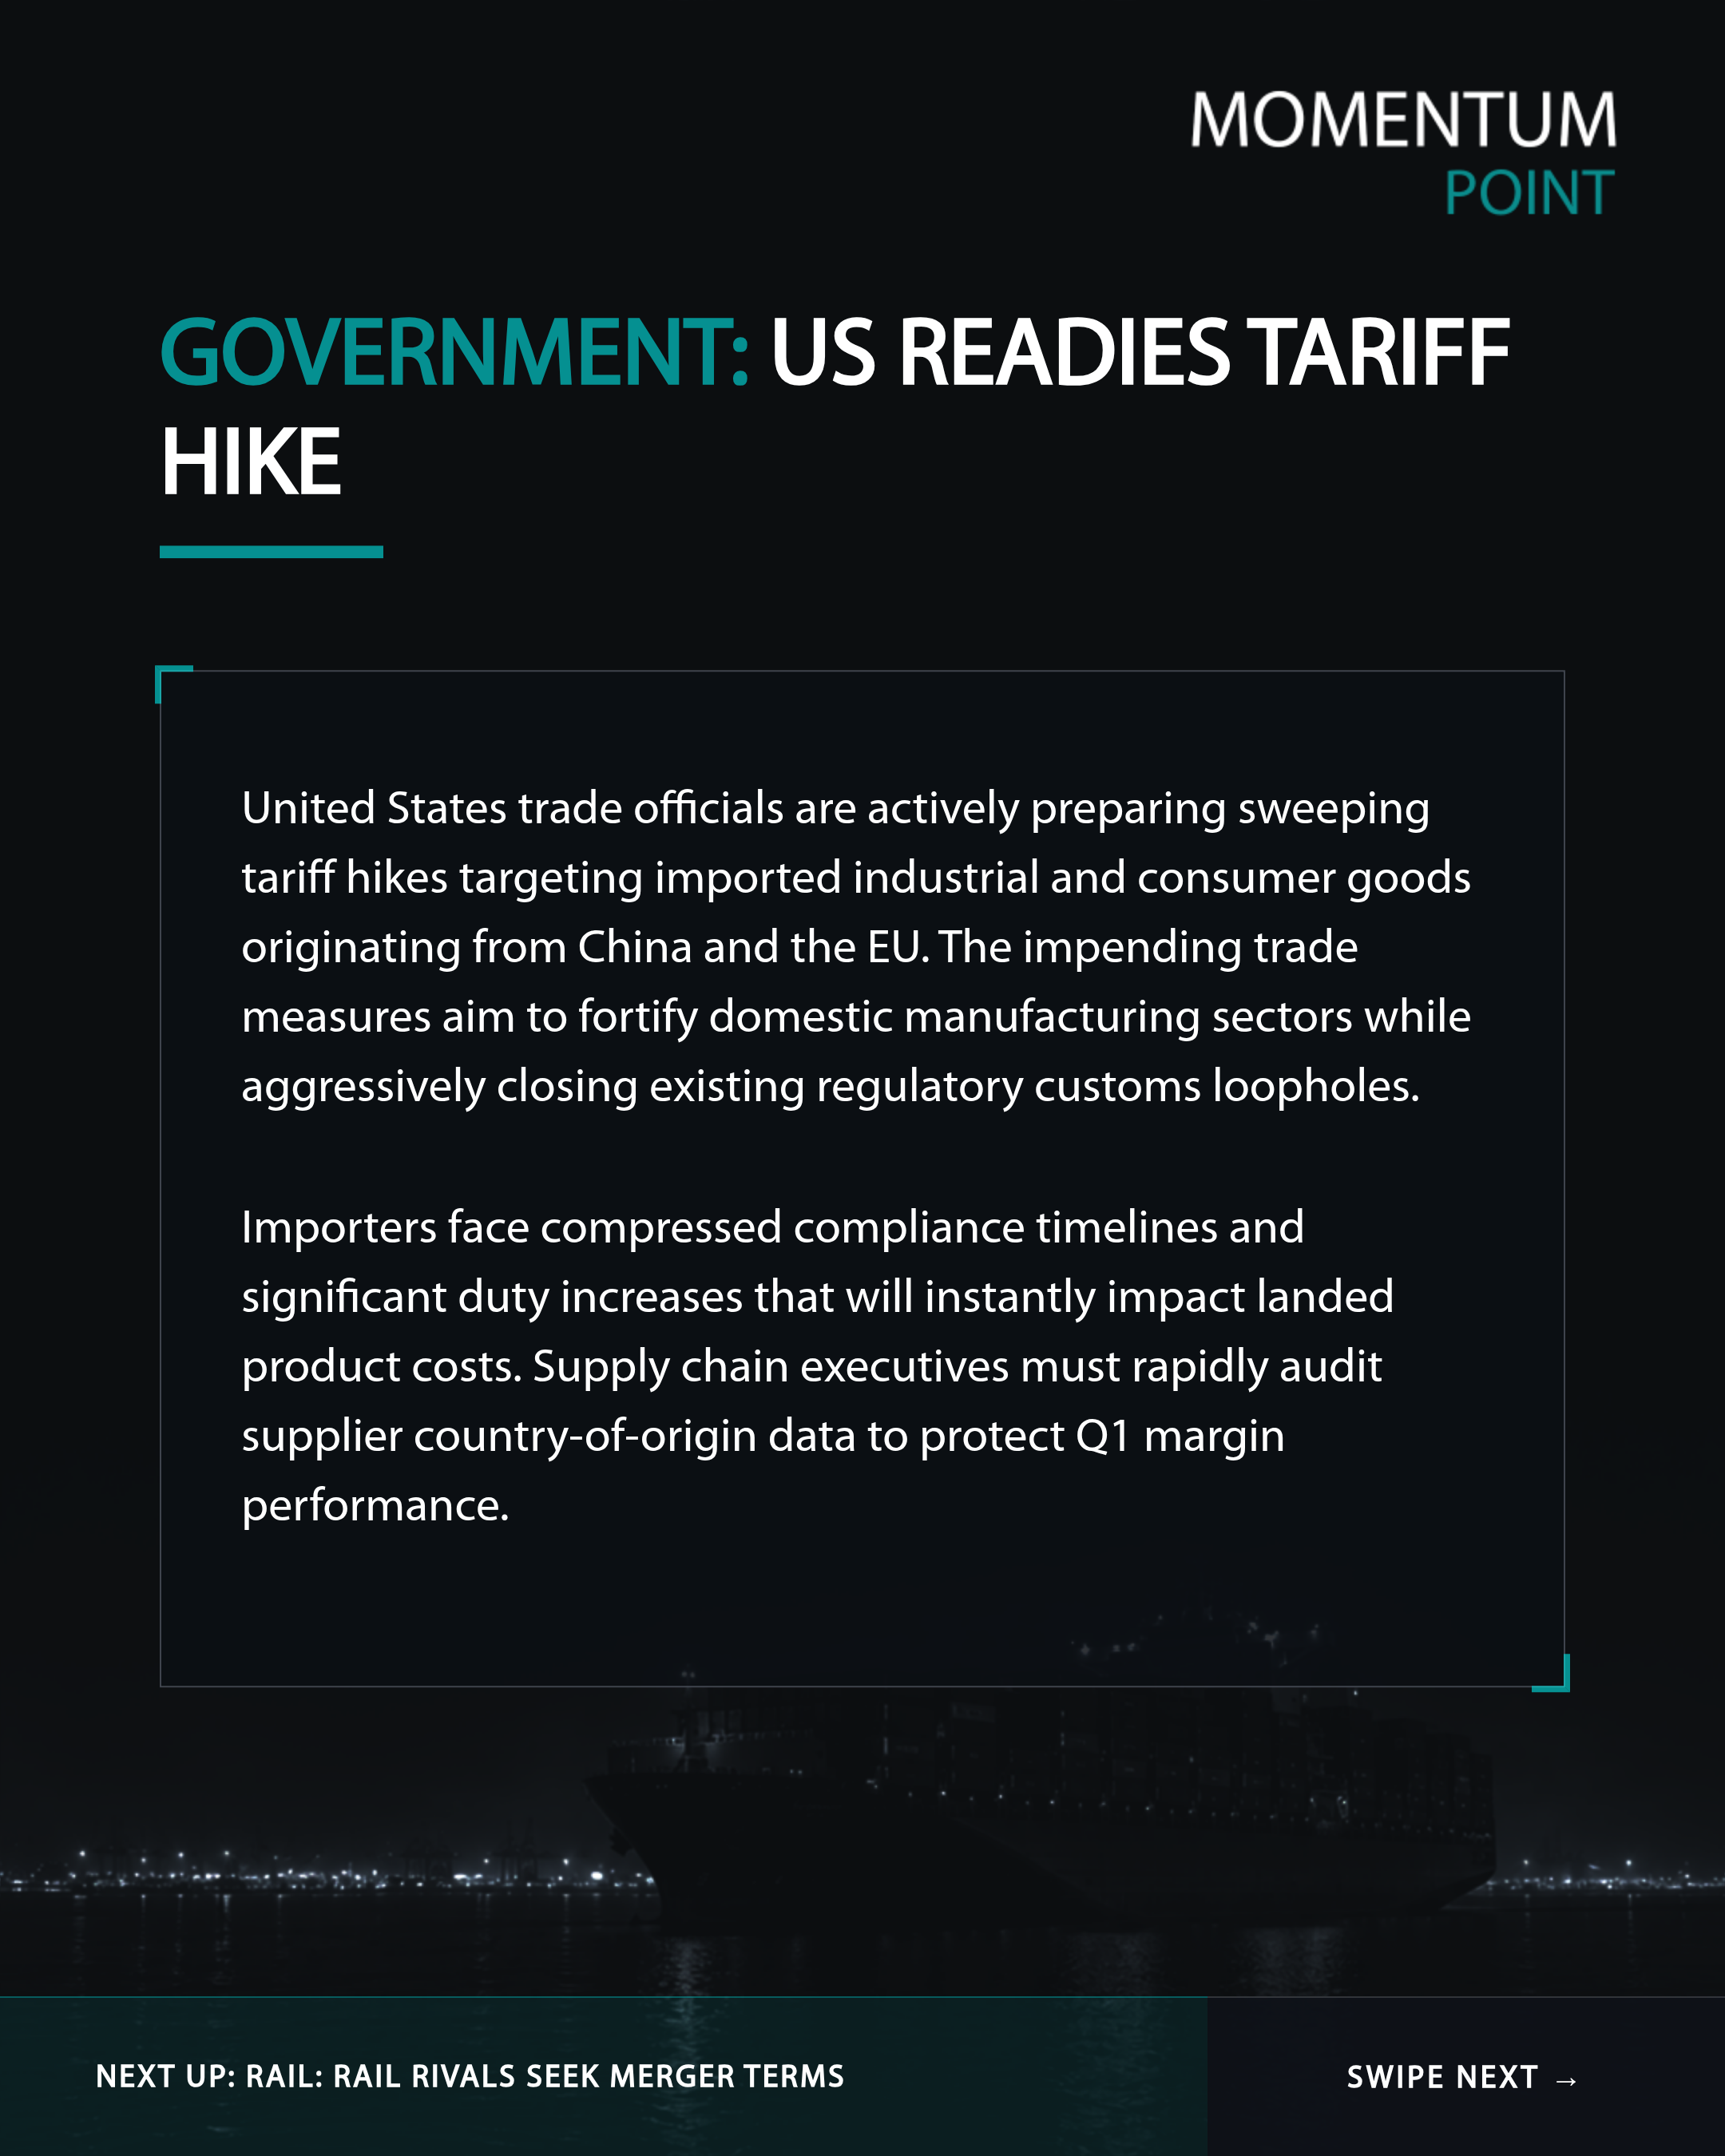 MOMENTUM
POINT
GOVERNMENT: US READIES TARIFF
HIKE
United States trade officials are actively preparing sweeping
tariff hikes targeting imported industrial and consumer goods
originating from China and the EU. The impending trade
measures aim to fortify domestic manufacturing sectors while
aggressively closing existing regulatory customs loopholes.
Importers face compressed compliance timelines and
significant duty increases that will instantly impact landed
product costs. Supply chain executives must rapidly audit
supplier country-of-origin data to protect Q1 margin
performance.
NEXT UP: RAIL: RAIL RIVALS SEEK MERGER TERMS
SWIPE NEXT →